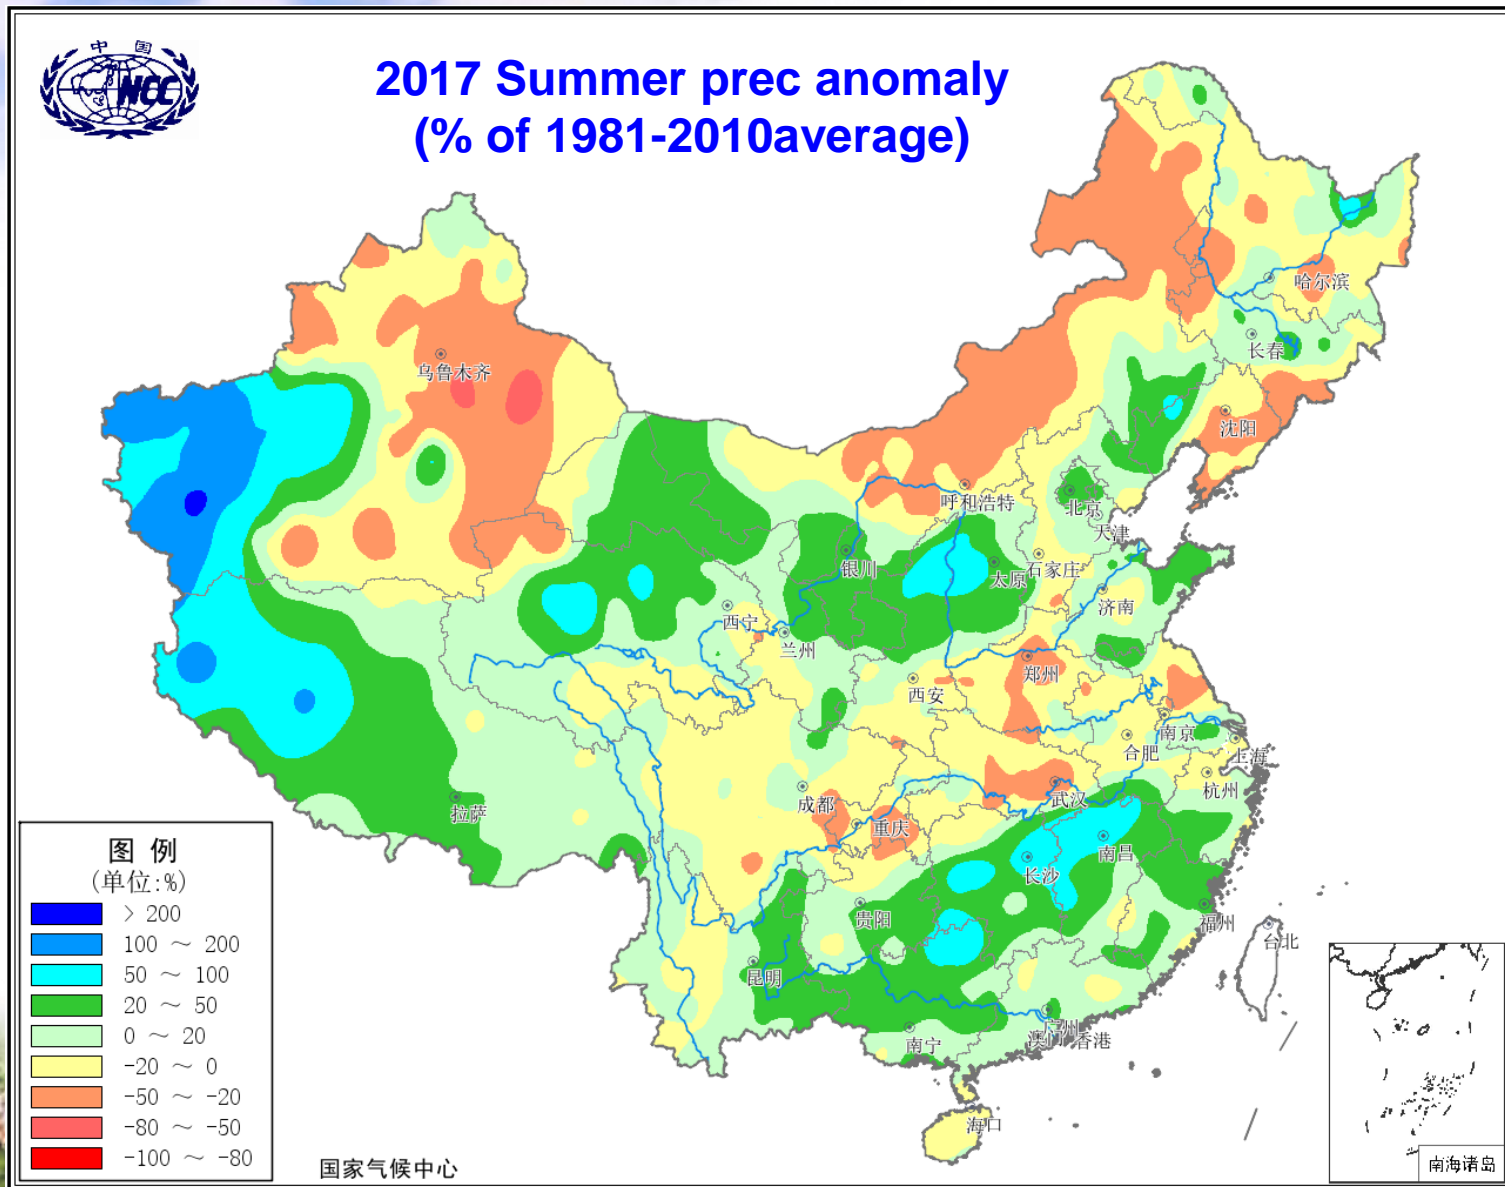 中 国
NCC
2017 Summer prec anomaly
(% of 1981-2010average)
哈尔滨
长春
乌鲁木齐
沈阳
呼和浩特
北京
天津
银川
太原
石家庄
济南
西宁
兰州
西安
郑州
南京
合肥
上海
杭州
成都
武汉
拉萨
重庆
南昌
长沙
贵阳
福州
台北
昆明
广州
南宁
澳门
香港
海口
图 例
(单位:%)
> 200
100 ~ 200
50 ~ 100
20 ~ 50
0 ~ 20
-20 ~ 0
-50 ~ -20
-80 ~ -50
-100 ~ -80
国家气候中心
南海诸岛